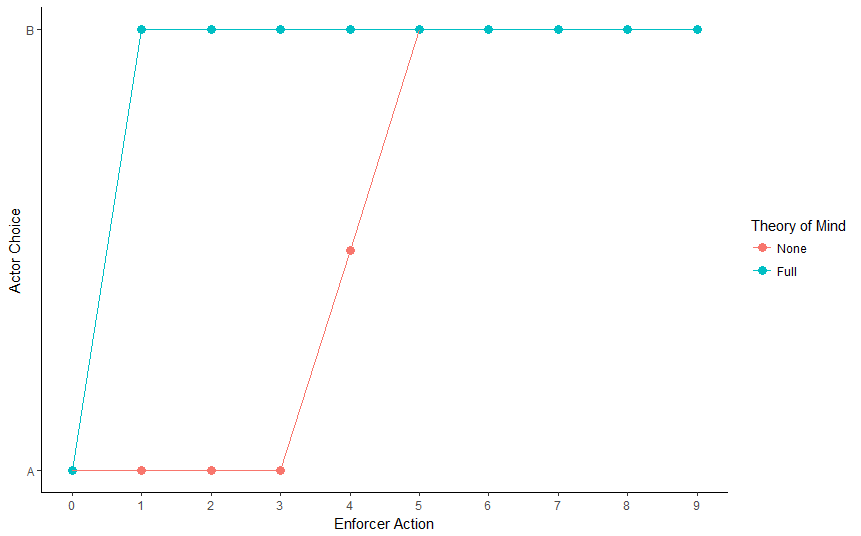 B
A
Actor Choice
0 1 2 3 4 5 6 7 8 9
Enforcer Action
Theory of Mind
None
Full